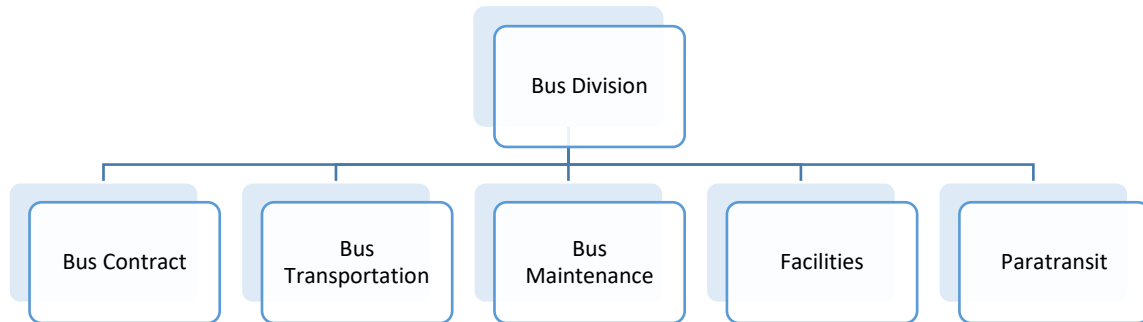 Bus Division
Bus Contract
Bus
Transportation
Bus
Maintenance
Facilities
Paratransit